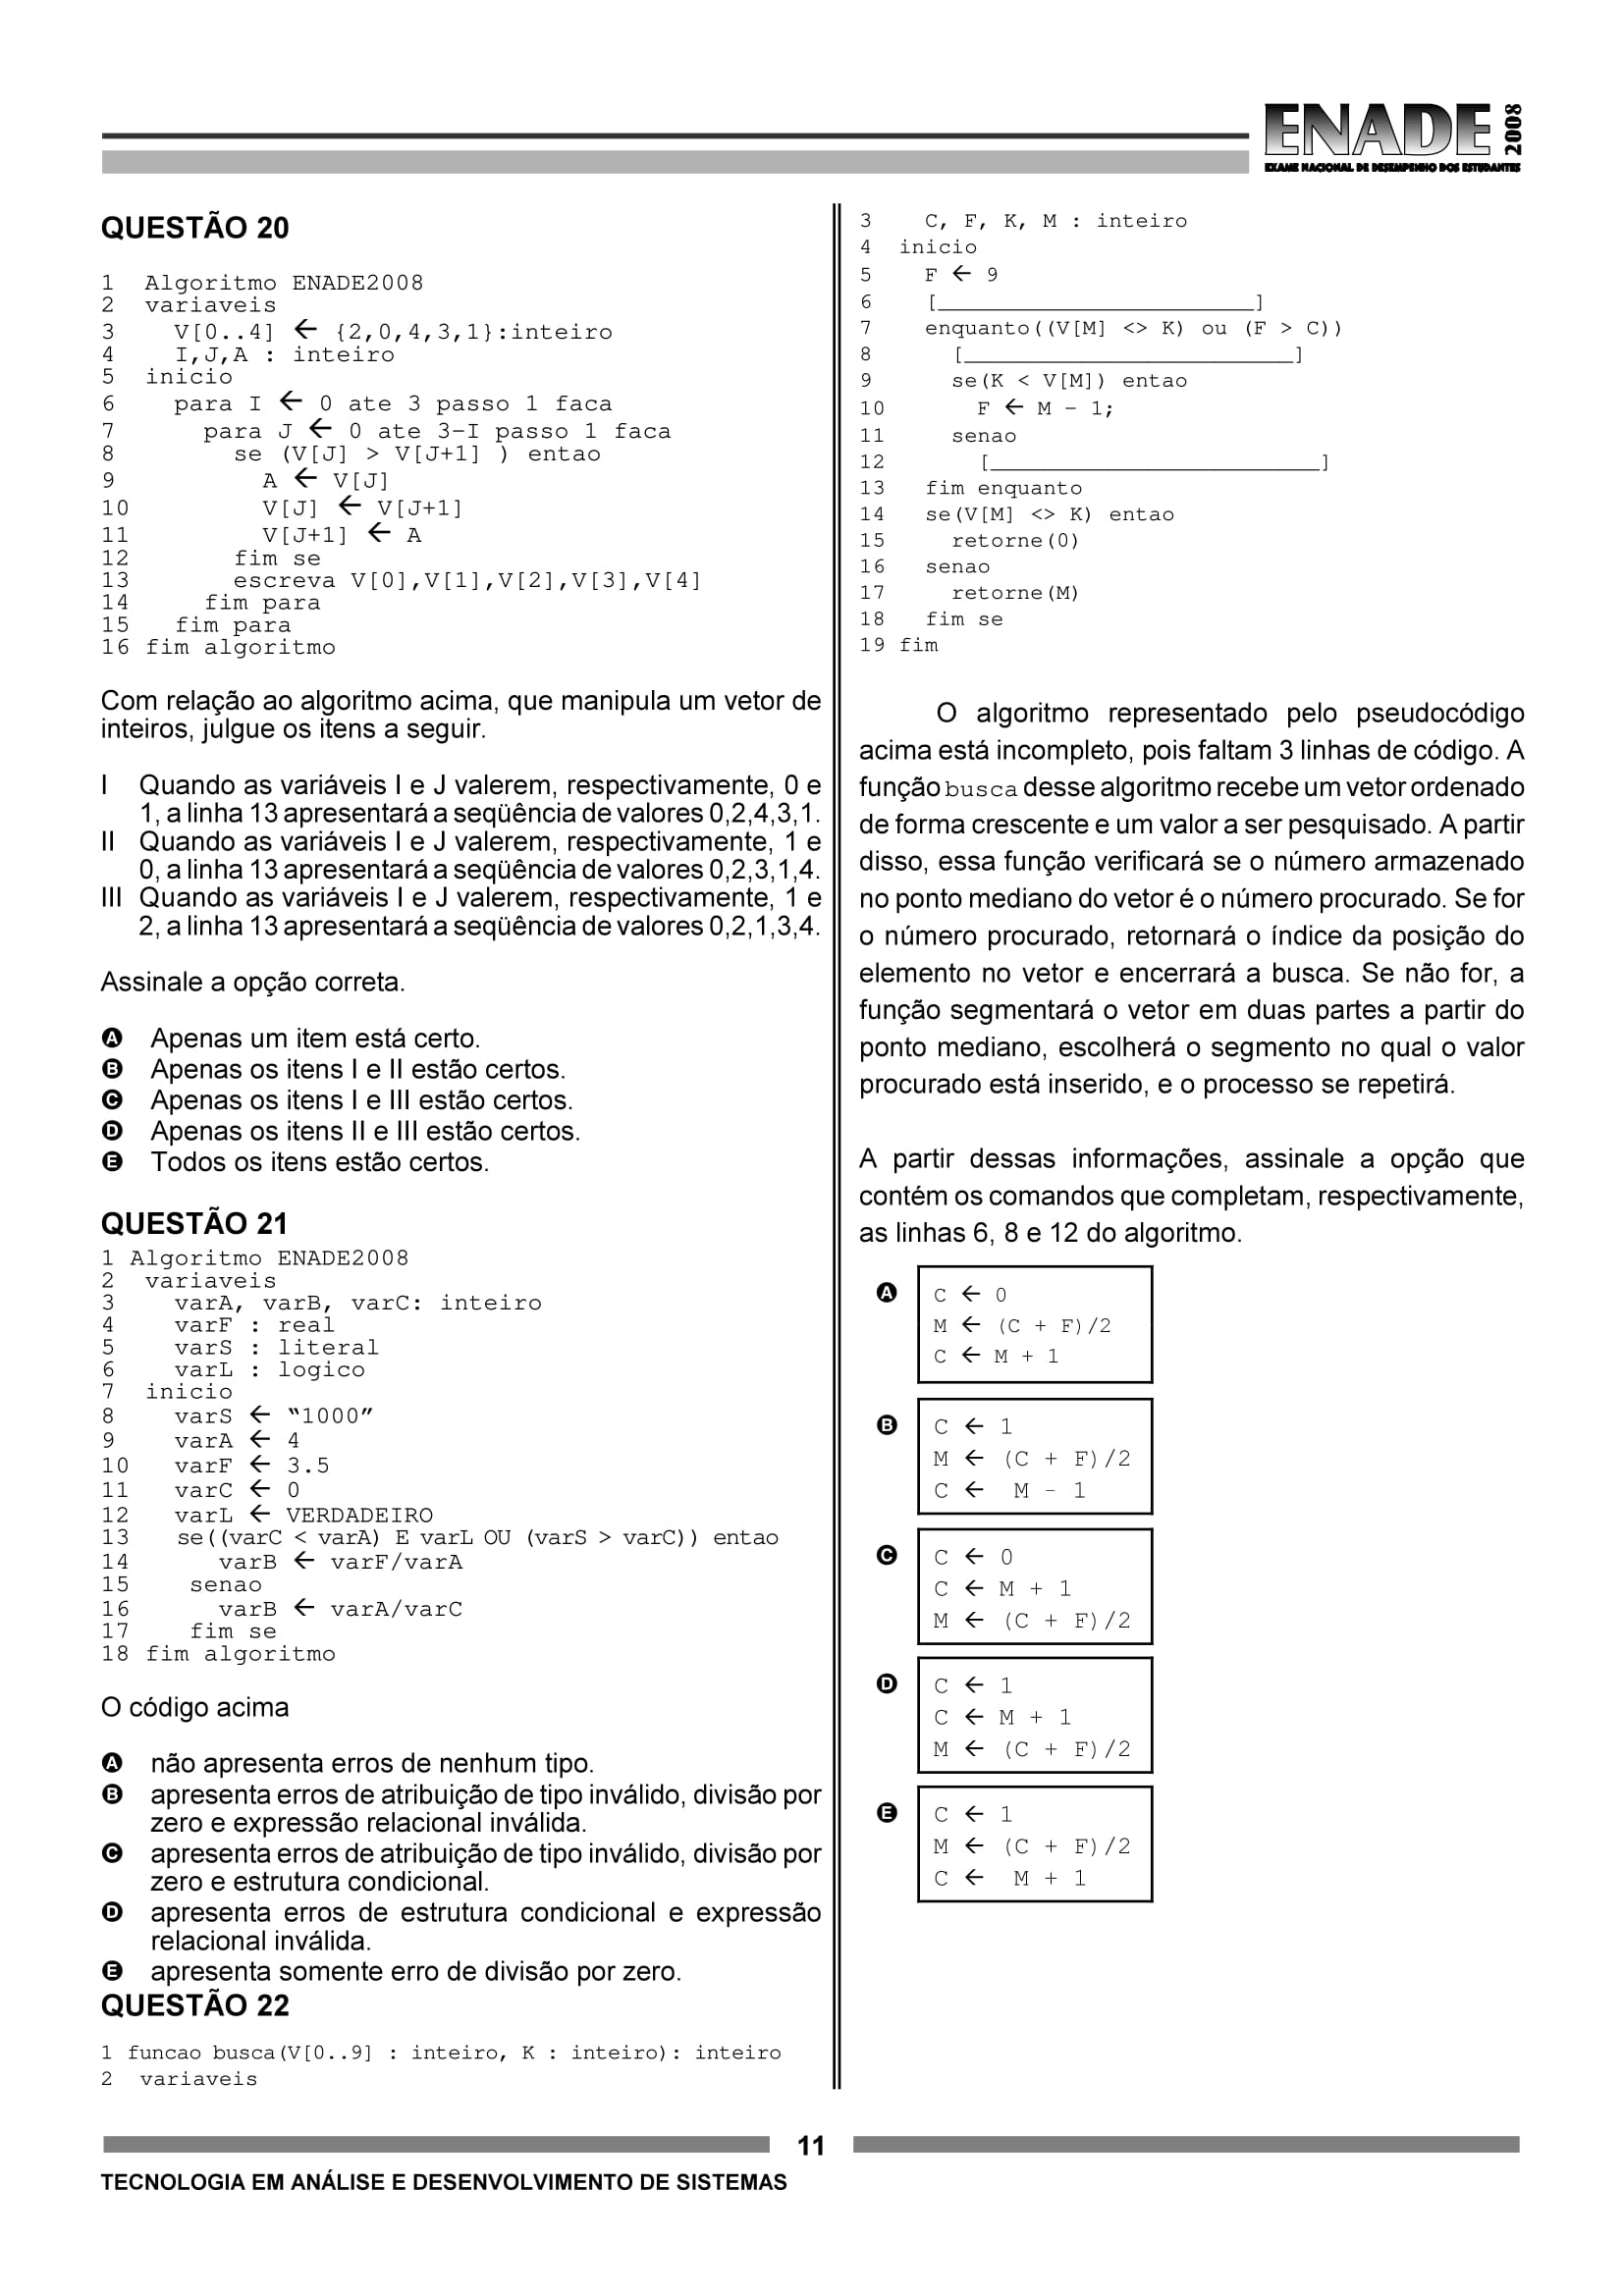 ENADE 2008
EXAME NACIONAL DE DESEMPENHO DOS ESTUDANTES
QUESTÃO 20
1 Algoritmo ENADE2008
2 variaveis
3 V[0..4] ← {2,0,4,3,1}:inteiro
4 I,J,A : inteiro
5 inicio
6 para I ← 0 ate 3 passo 1 faca
7 para J ← 0 ate 3-I passo 1 faca
8 se (V[J] > V[J+1] ) entao
9 A ← V[J]
10 V[J] ← V[J+1]
11 V[J+1] ← A
12 fim se
13 escreva V[0],V[1],V[2],V[3],V[4]
14 fim para
15 fim para
16 fim algoritmo
Com relação ao algoritmo acima, que manipula um vetor de
inteiros, julgue os itens a seguir.
I Quando as variáveis I e J valerem, respectivamente, 0 e
1, a linha 13 apresentará a seqüência de valores 0,2,4,3,1.
II Quando as variáveis I e J valerem, respectivamente, 1 e
0, a linha 13 apresentará a seqüência de valores 0,2,3,1,4.
III Quando as variáveis I e J valerem, respectivamente, 1 e
2, a linha 13 apresentará a seqüência de valores 0,2,1,3,4.
Assinale a opção correta.
A Apenas um item está certo.
B Apenas os itens I e II estão certos.
C Apenas os itens I e III estão certos.
D Apenas os itens II e III estão certos.
E Todos os itens estão certos.
QUESTÃO 21
1 Algoritmo ENADE2008
2 variaveis
3 varA, varB, varC: inteiro
4 varF : real
5 varS : literal
6 varL : logico
7 inicio
8 varS ← “1000”
9 varA ← 4
10 varF ← 3.5
11 varC ← 0
12 varL ← VERDADEIRO
13 se((varC < varA) E varL OU (varS > varC)) entao
14 varB ← varF/varA
15 senao
16 varB ← varA/varC
17 fim se
18 fim algoritmo
O código acima
A não apresenta erros de nenhum tipo.
B apresenta erros de atribuição de tipo inválido, divisão por
zero e expressão relacional inválida.
C apresenta erros de atribuição de tipo inválido, divisão por
zero e estrutura condicional.
D apresenta erros de estrutura condicional e expressão
relacional inválida.
E apresenta somente erro de divisão por zero.
QUESTÃO 22
1 funcao busca(V[0..9] : inteiro, K : inteiro): inteiro
2 variaveis
3 C, F, K, M : inteiro
4 inicio
5 F ← 9
6 [________________________]
7 enquanto((V[M] <> K) ou (F > C))
8 [_________________________]
9 se(K < V[M]) entao
10 F ← M - 1;
11 senao
12 [_________________________]
13 fim enquanto
14 se(V[M] <> K) entao
15 retorne(0)
16 senao
17 retorne(M)
18 fim se
19 fim
O algoritmo representado pelo pseudocódigo
acima está incompleto, pois faltam 3 linhas de código. A
função busca desse algoritmo recebe um vetor ordenado
de forma crescente e um valor a ser pesquisado. A partir
disso, essa função verificará se o número armazenado
no ponto mediano do vetor é o número procurado. Se for
o número procurado, retornará o índice da posição do
elemento no vetor e encerrará a busca. Se não for, a
função segmentará o vetor em duas partes a partir do
ponto mediano, escolherá o segmento no qual o valor
procurado está inserido, e o processo se repetirá.
A partir dessas informações, assinale a opção que
contém os comandos que completam, respectivamente,
as linhas 6, 8 e 12 do algoritmo.
A C ← 0
M ← (C + F)/2
C ← M + 1
B C ← 1
M ← (C + F)/2
C ← M - 1
C C ← 0
C ← M + 1
M ← (C + F)/2
D C ← 1
C ← M + 1
M ← (C + F)/2
E C ← 1
M ← (C + F)/2
C ← M + 1
11
TECNOLOGIA EM ANÁLISE E DESENVOLVIMENTO DE SISTEMAS